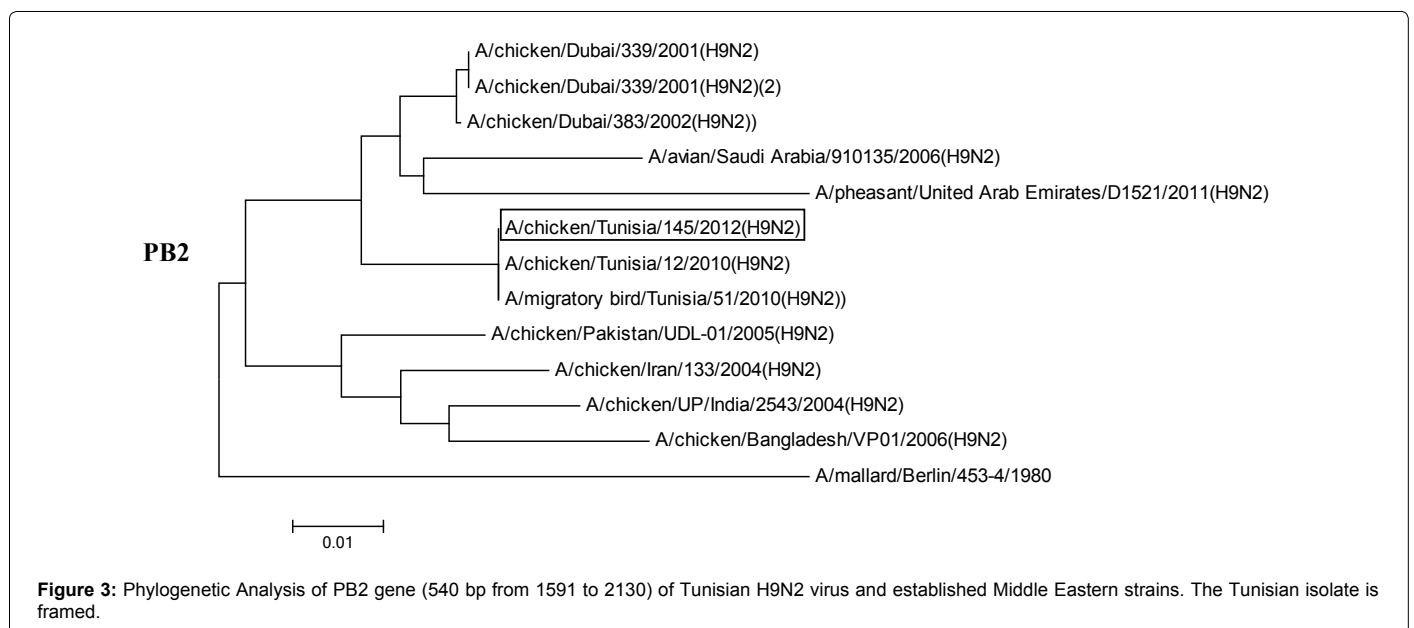 A/chicken/Dubai/339/2001(H9N2)
A/chicken/Dubai/339/2001(H9N2)(2)
A/chicken/Dubai/383/2002(H9N2))
A/avian/Saudi Arabia/910135/2006(H9N2)
A/pheasant/United Arab Emirates/D1521/2011(H9N2)
A/chicken/Tunisia/145/2012(H9N2)
PB2
A/chicken/Tunisia/12/2010(H9N2)
A/migratory bird/Tunisia/51/2010(H9N2))
A/chicken/Pakistan/UDL-01/2005(H9N2)
A/chicken/Iran/133/2004(H9N2)
A/chicken/UP/India/2543/2004(H9N2)
A/chicken/Bangladesh/VP01/2006(H9N2)
A/mallard/Berlin/453-4/1980
0.01
Figure 3: Phylogenetic Analysis of PB2 gene (540 bp from 1591 to 2130) of Tunisian H9N2 virus and established Middle Eastern strains. The Tunisian isolate is
framed.